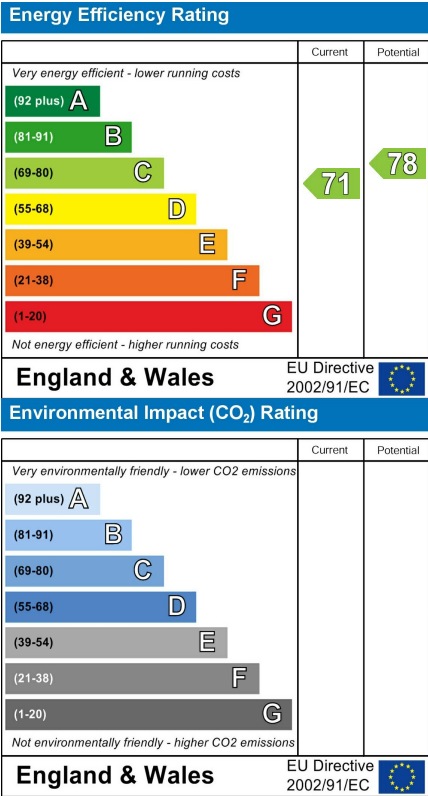 Energy Efficiency Rating
Current Potential
Very energy efficient - lower running costs
(92 plus) A
(81-91) B
(69-80) C
71 78
(55-68) D
(39-54) E
(21-38) F
(1-20) G
Not energy efficient - higher running costs
England & Wales
EU Directive
2002/91/EC
Environmental Impact (CO₂) Rating
Current Potential
Very environmentally friendly - lower CO2 emissions
(92 plus) A
(81-91) B
(69-80) C
(55-68) D
(39-54) E
(21-38) F
(1-20) G
Not environmentally friendly - higher CO2 emissions
England & Wales
EU Directive
2002/91/EC